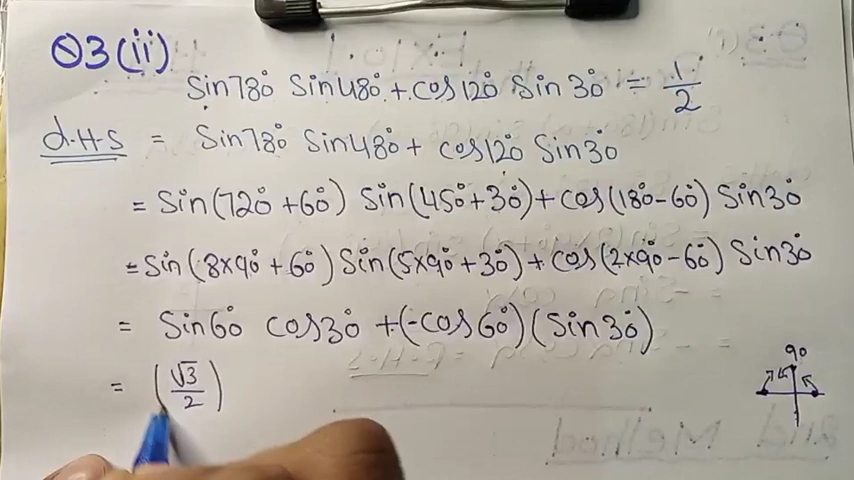 Q3(ii)
Sin780° Sin480° + cos120° Sin30° = 1/2
L.H.S = Sin780° Sin480° + cos120° Sin30°
= Sin(720° + 60°) Sin(450° + 30°) + cos(180° - 60°) Sin30°
= Sin(8×90° + 60°) Sin(5×90° + 30°) + cos(2×90° - 60°) Sin30°
= Sin60° cos30° + (-cos60°)(Sin30°)
= (√3/2)
90